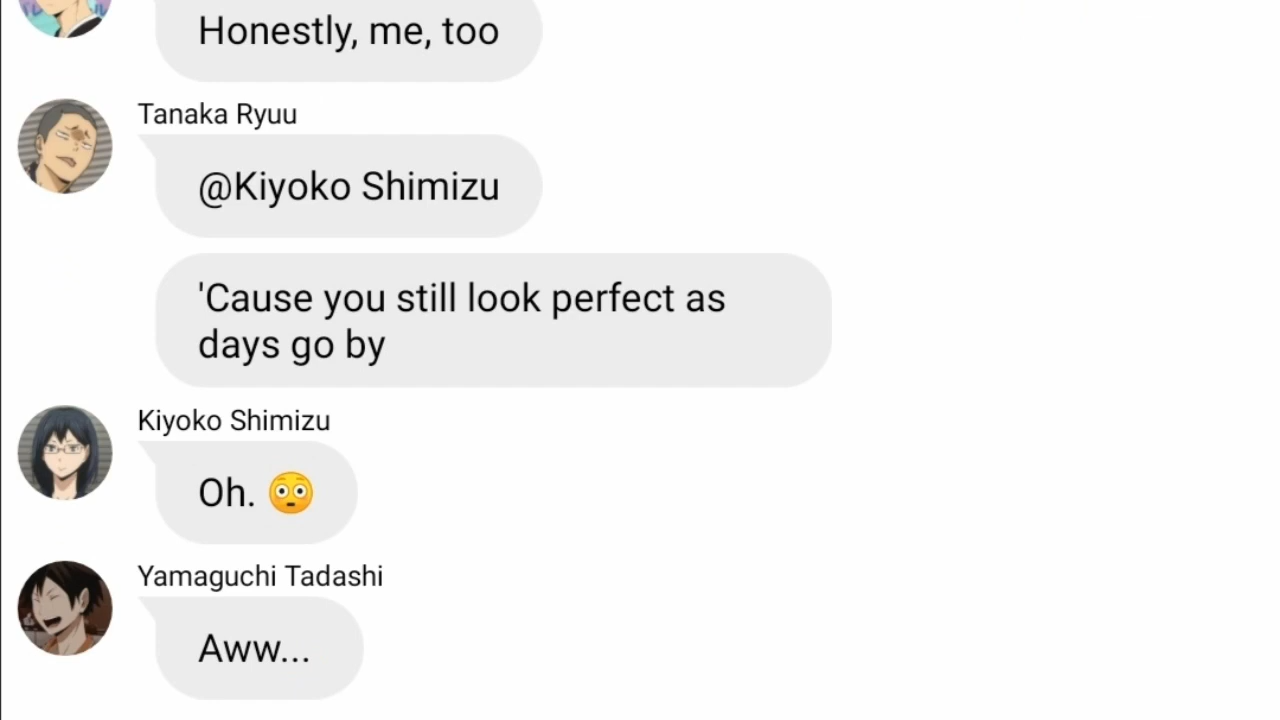 Honestly, me, too
Tanaka Ryuu
@Kiyoko Shimizu
'Cause you still look perfect as
days go by
Kiyoko Shimizu
Oh. 😳
Yamaguchi Tadashi
Aww...